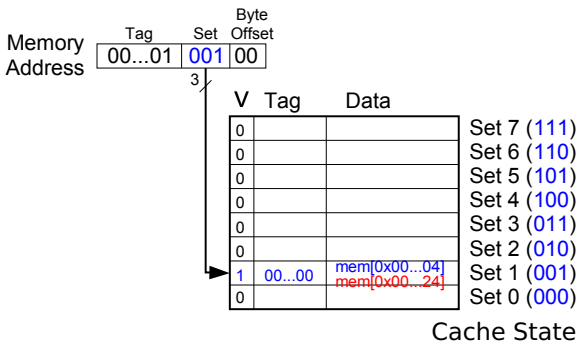 Byte
Tag Set Offset
Memory Address
00...01 001 00
3
V Tag Data
0 Set 7 (111)
0 Set 6 (110)
0 Set 5 (101)
0 Set 4 (100)
0 Set 3 (011)
0 Set 2 (010)
1 00...00 mem[0x00...04] Set 1 (001)
mem[0x00...24]
0 Set 0 (000)
Cache State